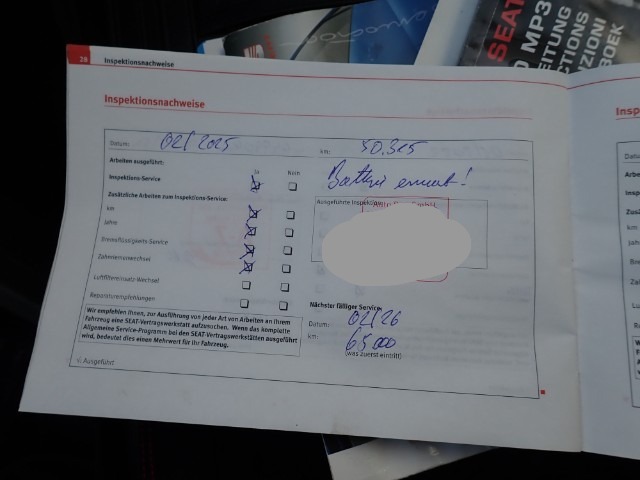 28 Inspektionsnachweise
Inspektionsnachweise
Datum: 02/2025
km: 50.325
Arbeiten ausgeführt:
Ja Nein
Inspektions-Service
Zusätzliche Arbeiten zum Inspektions-Service:
km
Jahre
Bremsflüssigkeits-Service
Zahnriemenwechsel
Luftfiltereinsatz-Wechsel
Reparaturempfehlungen
Wir empfehlen Ihnen, zur Ausführung von jeder Art von Arbeiten an Ihrem
Fahrzeug eine SEAT-Vertragswerkstatt aufzusuchen. Wenn das komplette
Allgemeine Service-Programm bei den SEAT-Vertragswerkstätten ausgeführt
wird, bedeutet dies einen Mehrwert für Ihr Fahrzeug.
Batterie erneuert!
Ausgeführte Inspektion
Nächster fälliger Service:
Datum: 02/26
km: 65000
(was zuerst eintritt)
Ausgeführt
SEAT
MP3